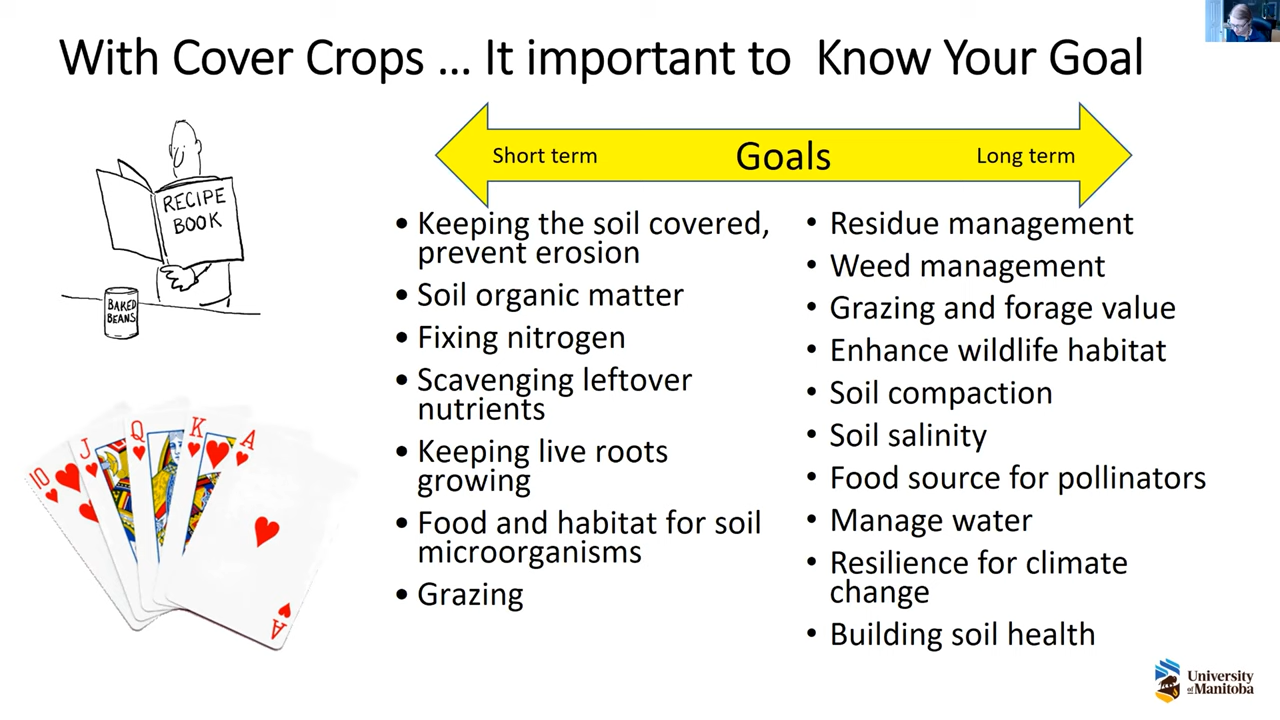 With Cover Crops ... It important to  Know Your Goal
Short term
Goals
Long term
RECIPE
BOOK
BAKED
BEANS
10
J
Q
K
A
A
• Keeping the soil covered,
prevent erosion
• Soil organic matter
• Fixing nitrogen
• Scavenging leftover
nutrients
• Keeping live roots
growing
• Food and habitat for soil
microorganisms
• Grazing
• Residue management
• Weed management
• Grazing and forage value
• Enhance wildlife habitat
• Soil compaction
• Soil salinity
• Food source for pollinators
• Manage water
• Resilience for climate
change
• Building soil health
University
of Manitoba